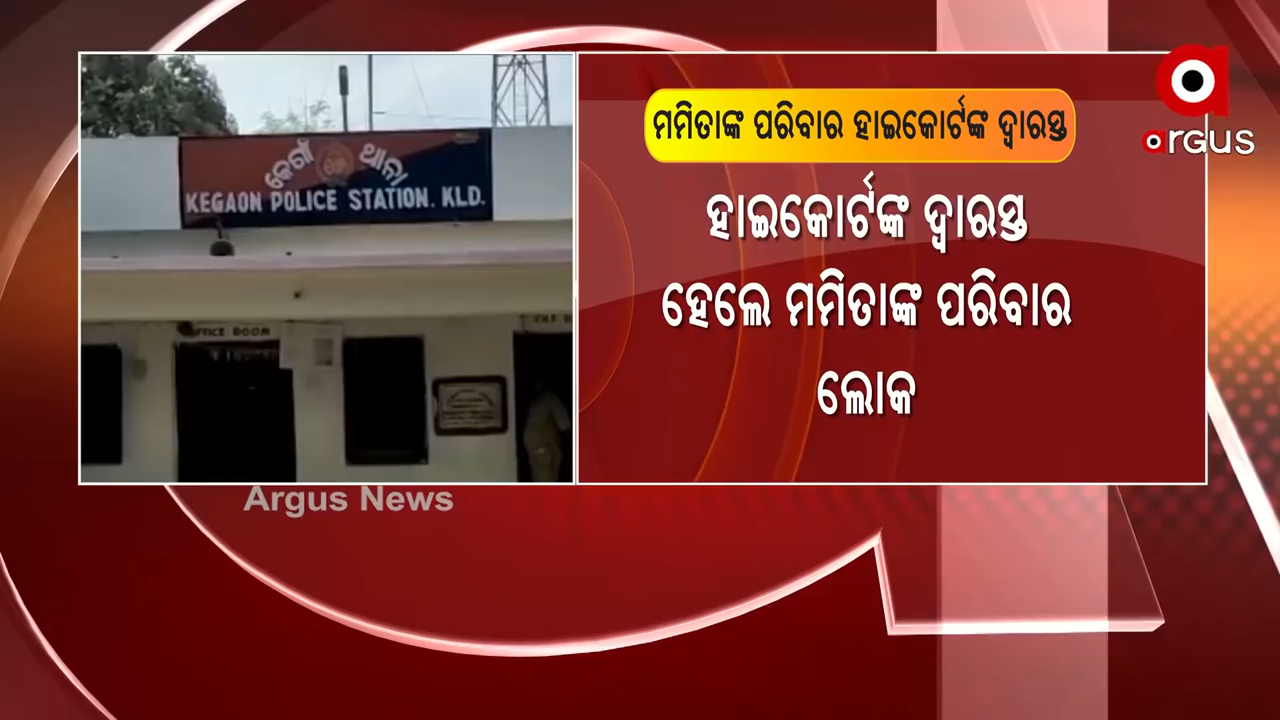 କେଗାଁ ଥାନା
KEGAON POLICE STATION. KLD.
OFFICE ROOM
ମମିତାଙ୍କ ପରିବାର ହାଇକୋର୍ଟଙ୍କ ଦ୍ୱାରସ୍ତ
ହାଇକୋର୍ଟଙ୍କ ଦ୍ୱାରସ୍ତ
ହେଲେ ମମିତାଙ୍କ ପରିବାର
ଲୋକ
argus
Argus News